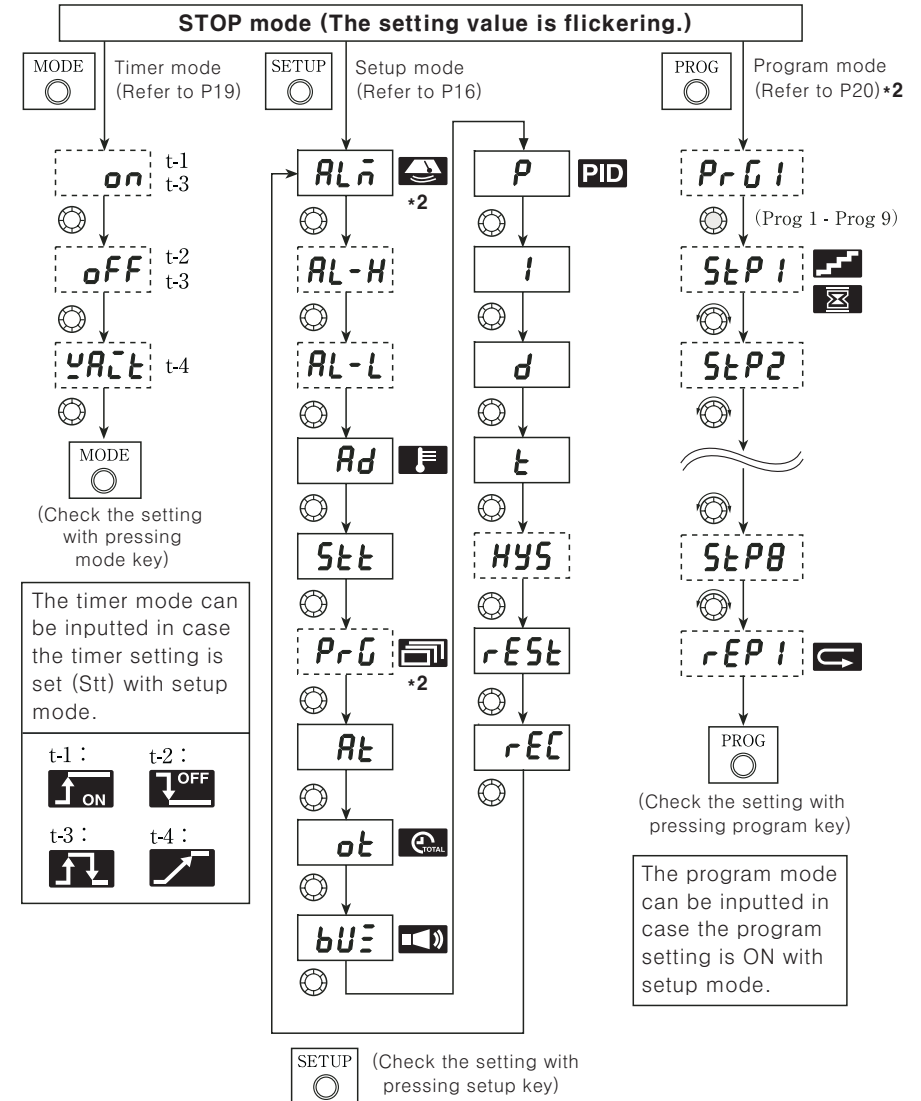 STOP mode (The setting value is flickering.)
MODE
Timer mode
(Refer to P19)
on
t-1
t-3
oFF
t-2
t-3
t-4
MODE
(Check the setting
with pressing
mode key)
The timer mode can
be inputted in case
the timer setting is
set (Stt) with setup
mode.
t-1 :
ON
t-2 :
OFF
t-3 :
t-4 :
SETUP
Setup mode
(Refer to P16)
ALm
*2
AL-H
AL-L
Ad
Stt
PrG
*2
At
ot
TOTAL
bUZ
P
PID
I
d
t
HYS
rESt
rEC
SETUP
(Check the setting with
pressing setup key)
PROG
Program mode
(Refer to P20)*2
PrG1
(Prog 1 - Prog 9)
StP1
StP2
StP8
rEP1
PROG
(Check the setting with
pressing program key)
The program mode
can be inputted in
case the program
setting is ON with
setup mode.